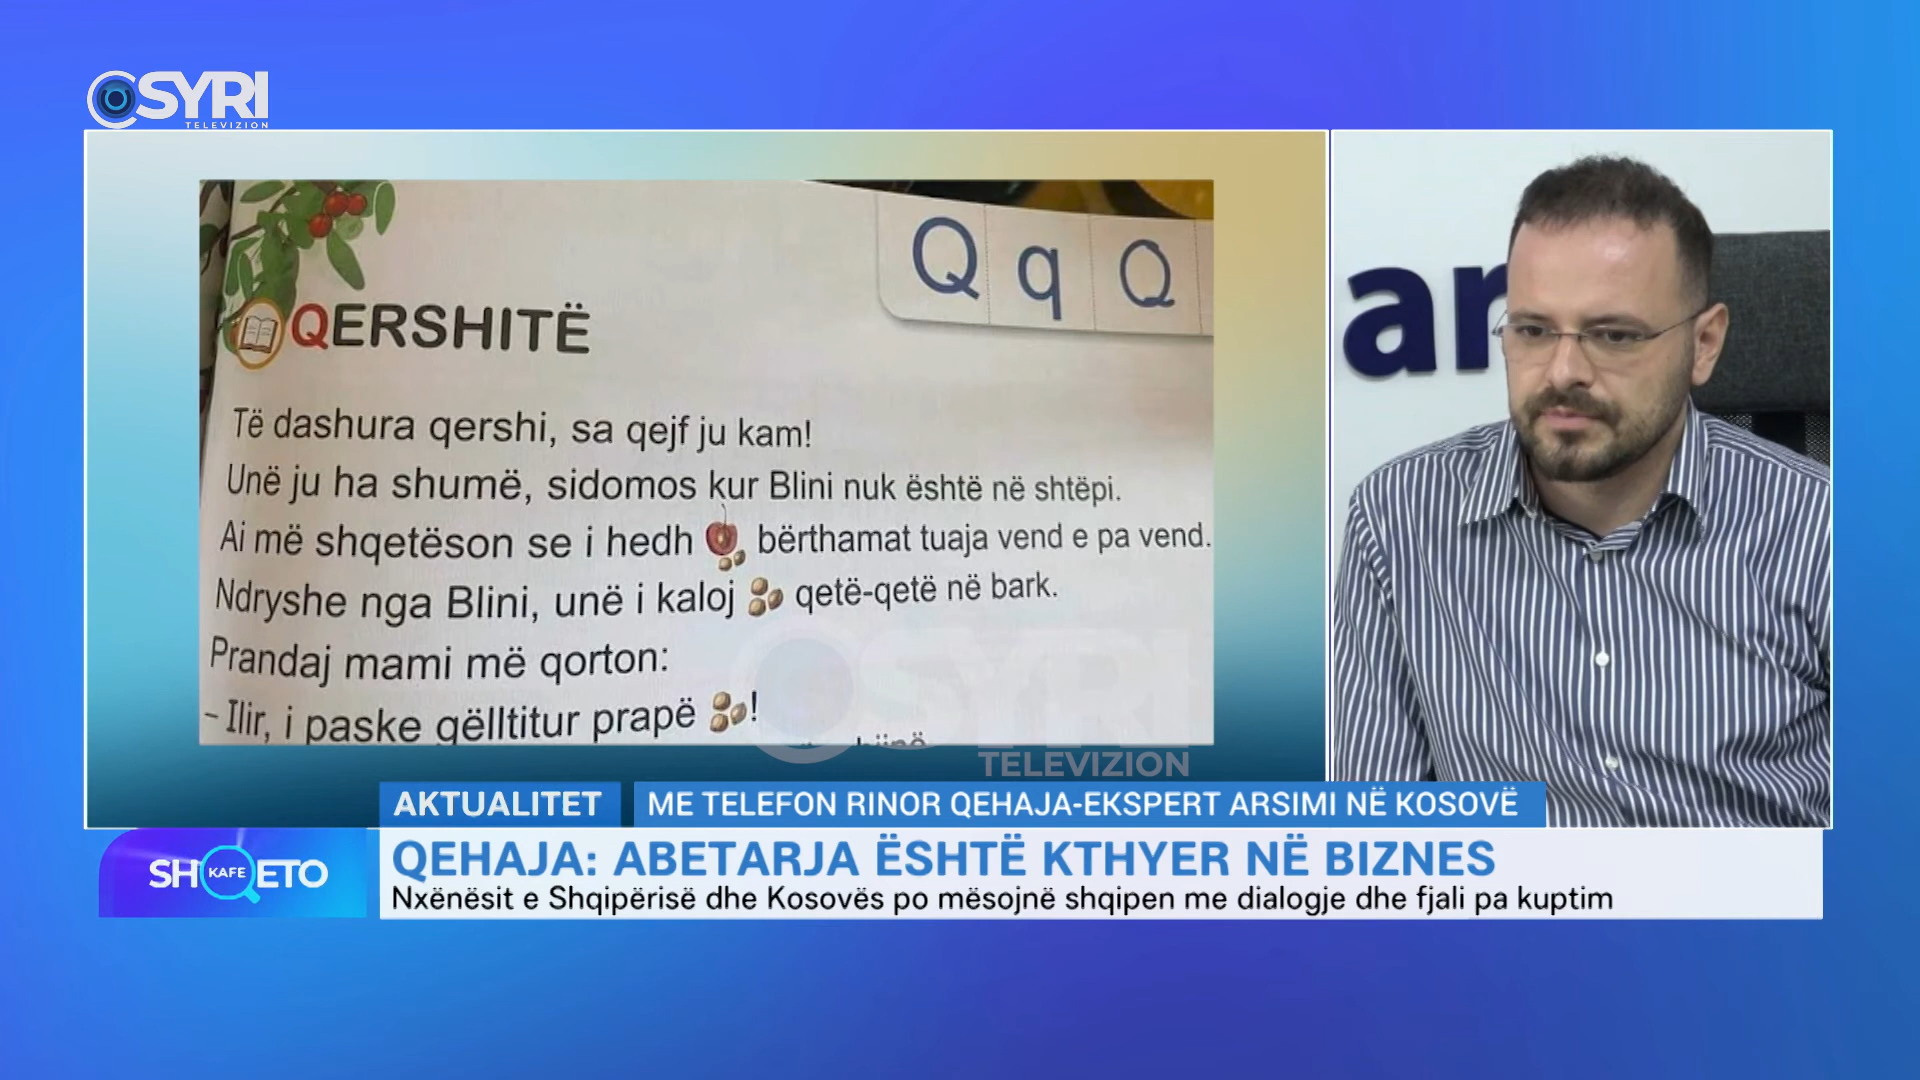 SYRI
TELEVIZION
Q q Q
QERSHITË
Të dashura qershi, sa qejf ju kam!
Unë ju ha shumë, sidomos kur Blini nuk është në shtëpi.
Ai më shqetëson se i hedh bërthamat tuaja vend e pa vend.
Ndryshe nga Blini, unë i kaloj qetë-qetë në bark.
Prandaj mami më qorton:
– Ilir, i paske gëlltitur prapë !
ar
SYRI
TELEVIZION
AKTUALITET
ME TELEFON RINOR QEHAJA-EKSPERT ARSIMI NË KOSOVË
SHQETO
KAFE
QEHAJA: ABETARJA ËSHTË KTHYER NË BIZNES
Nxënësit e Shqipërisë dhe Kosovës po mësojnë shqipen me dialogje dhe fjali pa kuptim